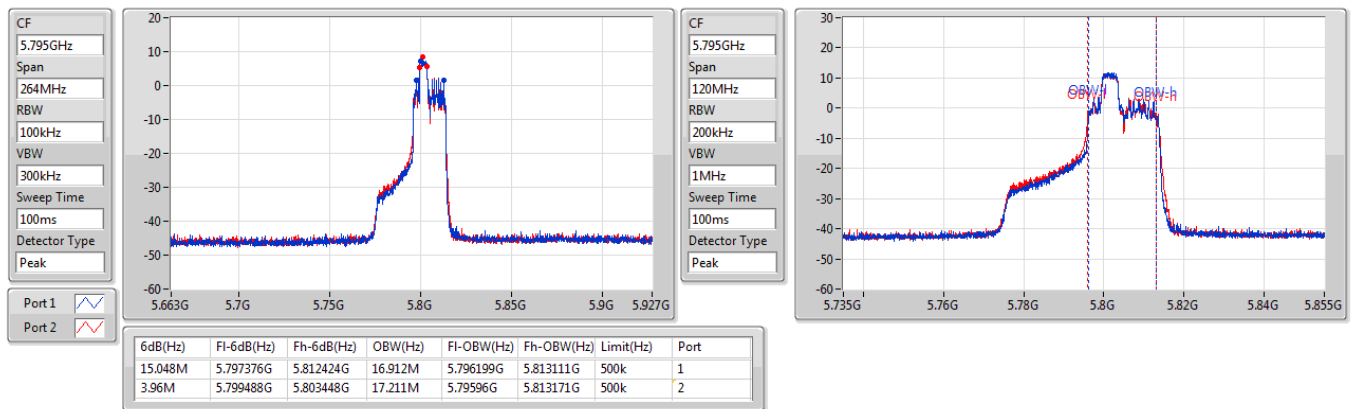 CF
5.795GHz
Span
264MHz
RBW
100kHz
VBW
300kHz
Sweep Time
100ms
Detector Type
Peak
Port 1
Port 2
20
10
0
-10
-20
-30
-40
-50
-60
5.663G 5.7G 5.75G 5.8G 5.85G 5.9G 5.927G
CF
5.795GHz
Span
120MHz
RBW
200kHz
VBW
1MHz
Sweep Time
100ms
Detector Type
Peak
30
20
10
0
-10
-20
-30
-40
-50
-60
OBW-l OBW-h
OBW-l OBW-h
5.735G 5.76G 5.78G 5.8G 5.82G 5.84G 5.855G
6dB(Hz) Fl-6dB(Hz) Fh-6dB(Hz) OBW(Hz) Fl-OBW(Hz) Fh-OBW(Hz) Limit(Hz) Port
15.048M 5.797376G 5.812424G 16.912M 5.796199G 5.813111G 500k 1
3.96M 5.799488G 5.803448G 17.211M 5.79596G 5.813171G 500k 2